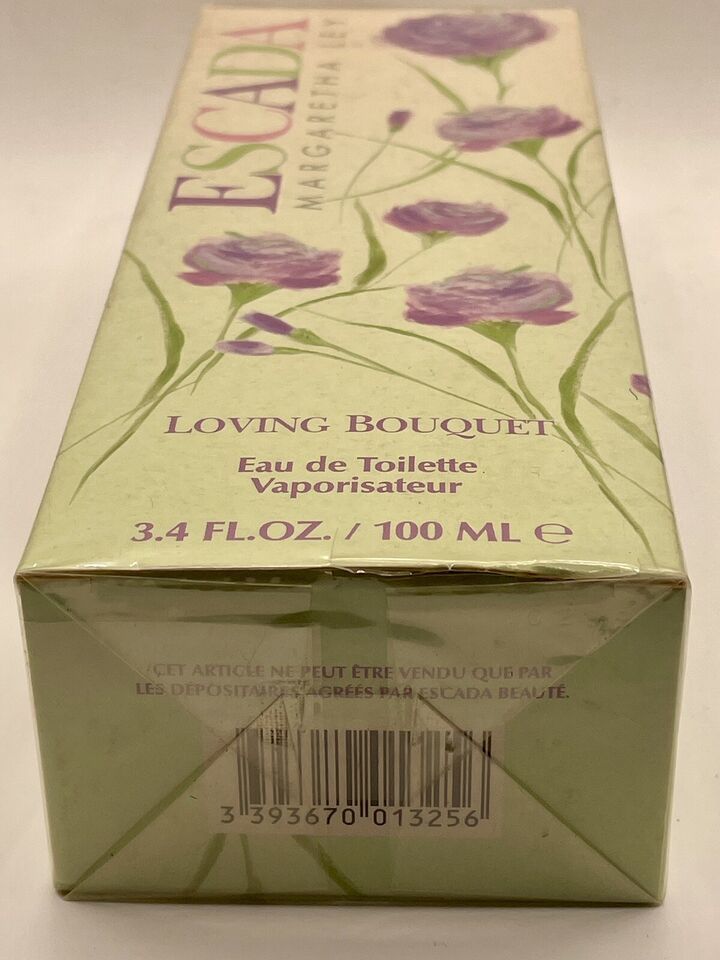 ESCADA
MARGARETHA LEY
LOVING BOUQUET
Eau de Toilette
Vaporisateur
3.4 FL.OZ. / 100 ML ℮
CET ARTICLE NE PEUT ÊTRE VENDU QUE PAR
LES DÉPOSITAIRES AGRÉÉS PAR ESCADA BEAUTÉ.
3 393670 013256